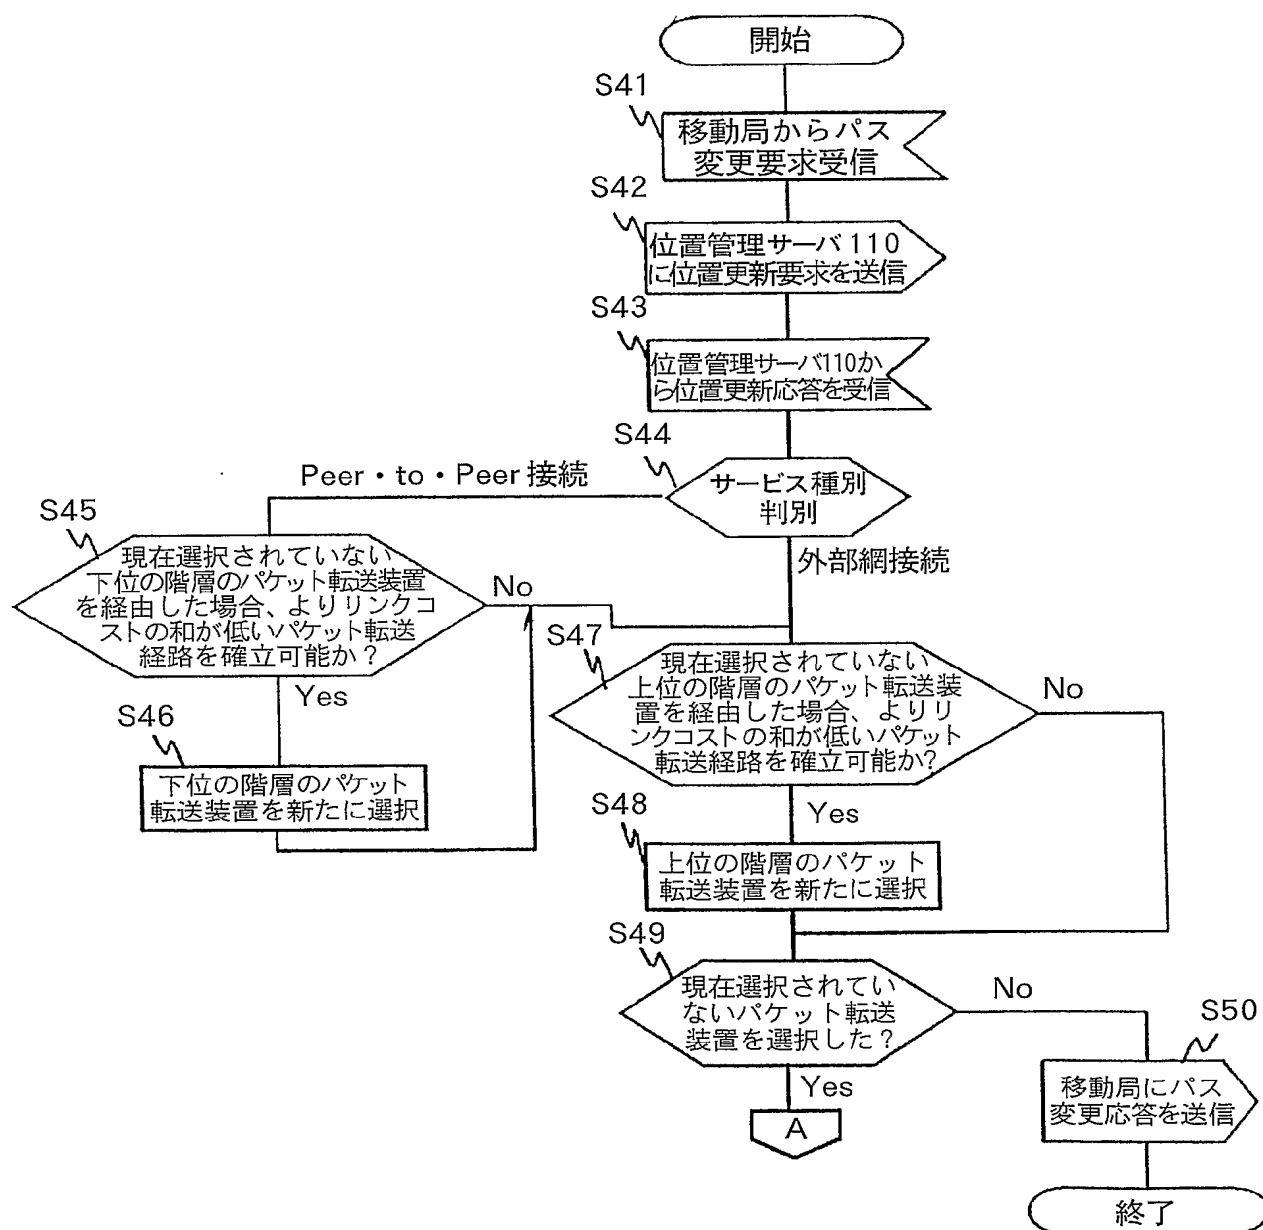 開始
S41
移動局からパス
変更要求受信
S42
位置管理サーバ110
に位置更新要求を送信
S43
位置管理サーバ110か
ら位置更新応答を受信
S44
サービス種別
判別
Peer・to・Peer接続
外部網接続
S45
現在選択されていない
下位の階層のパケット転送装置
を経由した場合、よりリンクコ
ストの和が低いパケット転送
経路を確立可能か?
No
Yes
S46
下位の階層のパケット
転送装置を新たに選択
S47
現在選択されていない
上位の階層のパケット転送装
置を経由した場合、よりリ
ンクコストの和が低いパケット
転送経路を確立可能か?
No
Yes
S48
上位の階層のパケット
転送装置を新たに選択
S49
現在選択されてい
ないパケット転送
装置を選択した?
No
Yes
A
S50
移動局にパス
変更応答を送信
終了